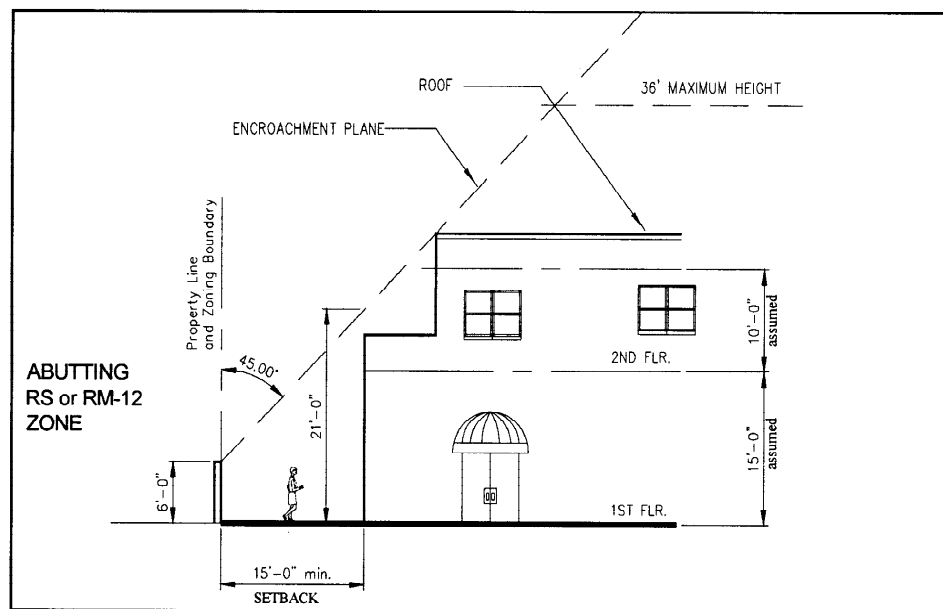 ROOF
36' MAXIMUM HEIGHT
ENCROACHMENT PLANE
Property Line
and Zoning Boundary
45.00°
ABUTTING
RS or RM-12
ZONE
6'-0"
21'-0"
2ND FLR.
10'-0"
assumed
15'-0"
assumed
1ST FLR.
15'-0" min.
SETBACK